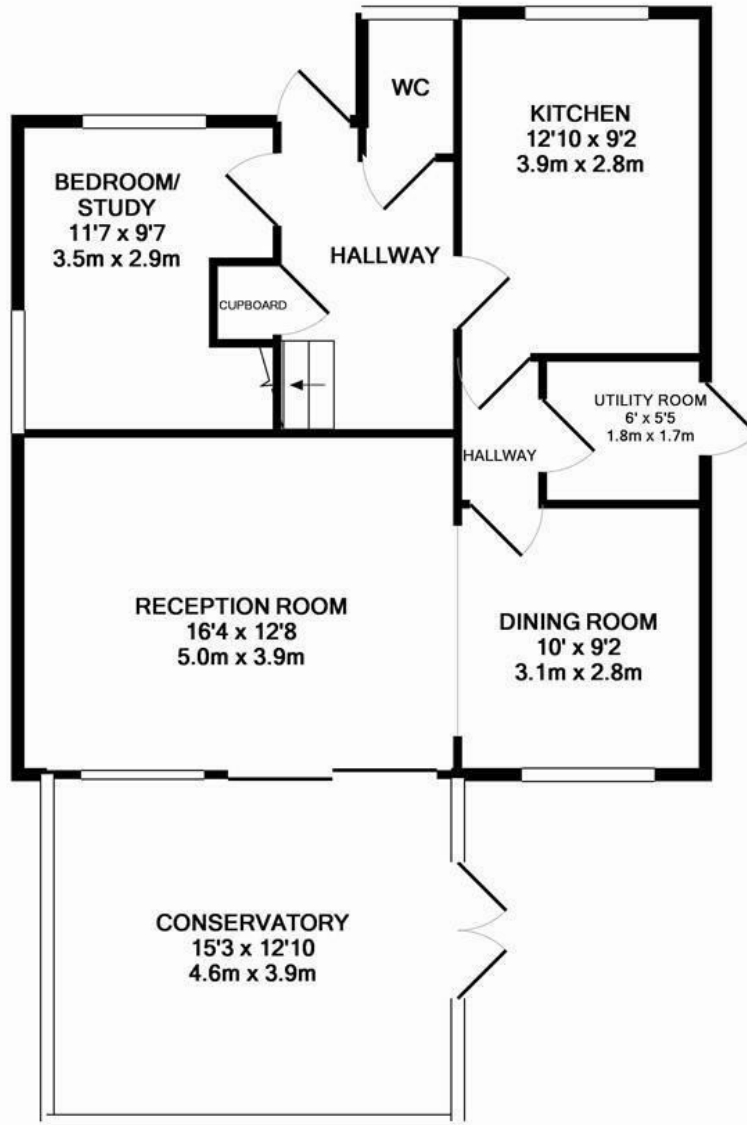 WC
KITCHEN
12'10 x 9'2
3.9m x 2.8m
BEDROOM/
STUDY
11'7 x 9'7
3.5m x 2.9m
HALLWAY
CUPBOARD
UTILITY ROOM
6' x 5'5
1.8m x 1.7m
HALLWAY
RECEPTION ROOM
16'4 x 12'8
5.0m x 3.9m
DINING ROOM
10' x 9'2
3.1m x 2.8m
CONSERVATORY
15'3 x 12'10
4.6m x 3.9m